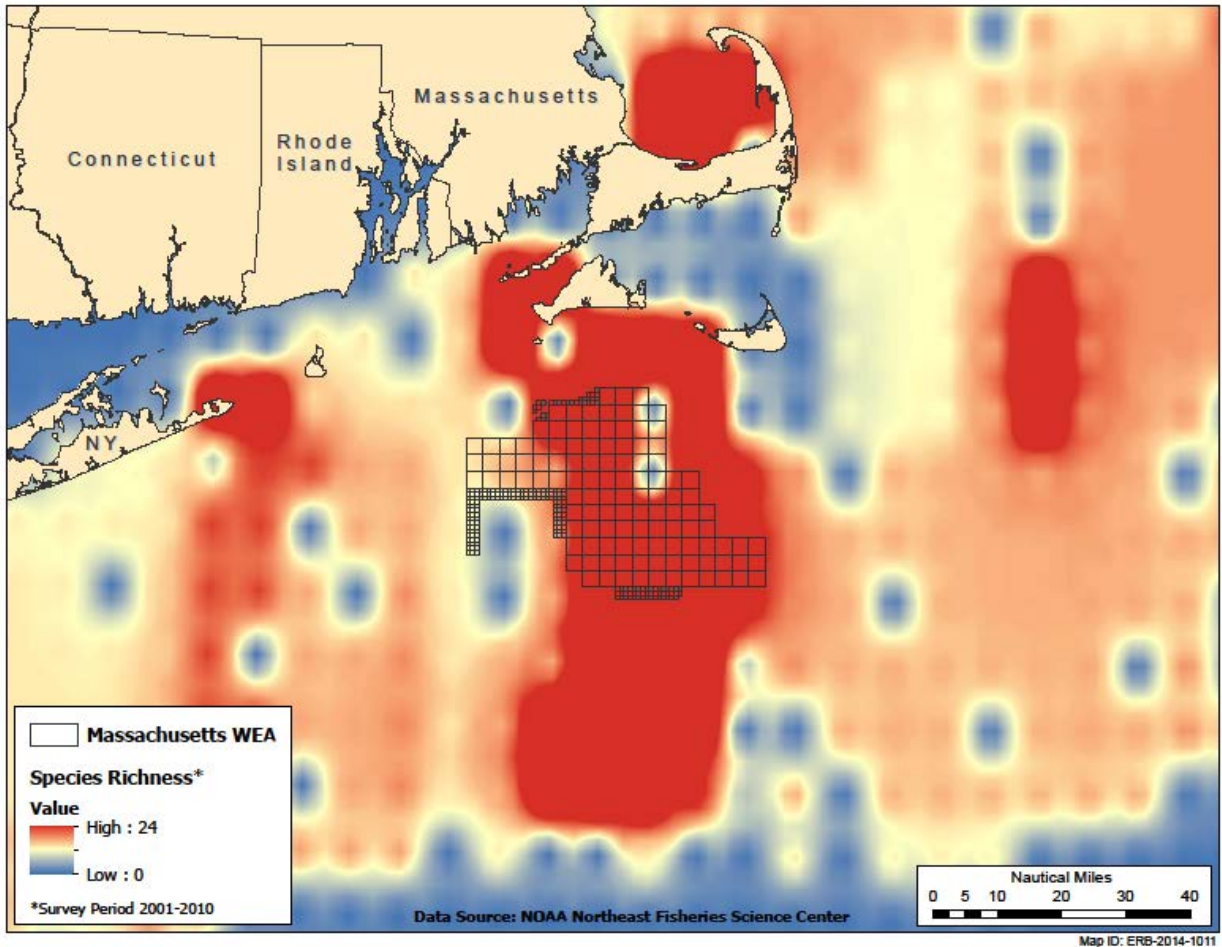 Massachusetts
Rhode
Island
Connecticut
NY
Massachusetts WEA
Species Richness*
Value
High : 24
Low : 0
*Survey Period 2001-2010
Data Source: NOAA Northeast Fisheries Science Center
Nautical Miles
0 5 10 20 30 40
Map ID: ERB-2014-1011